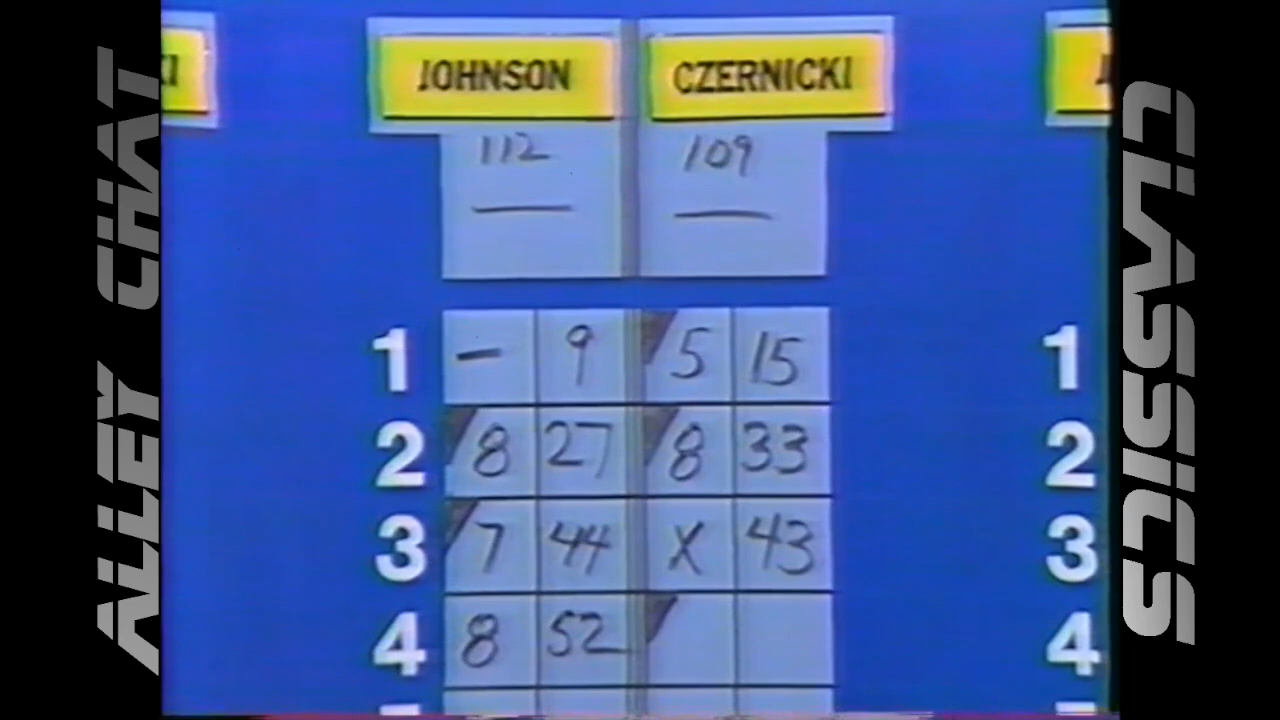 ALLEY CHAT
KI
JOHNSON
CZERNICKI
112
109
1 - 9 / 5 15 1
2 / 8 27 / 8 33 2
3 / 7 44 X 43 3
4 8 52 / 4
CLASSICS